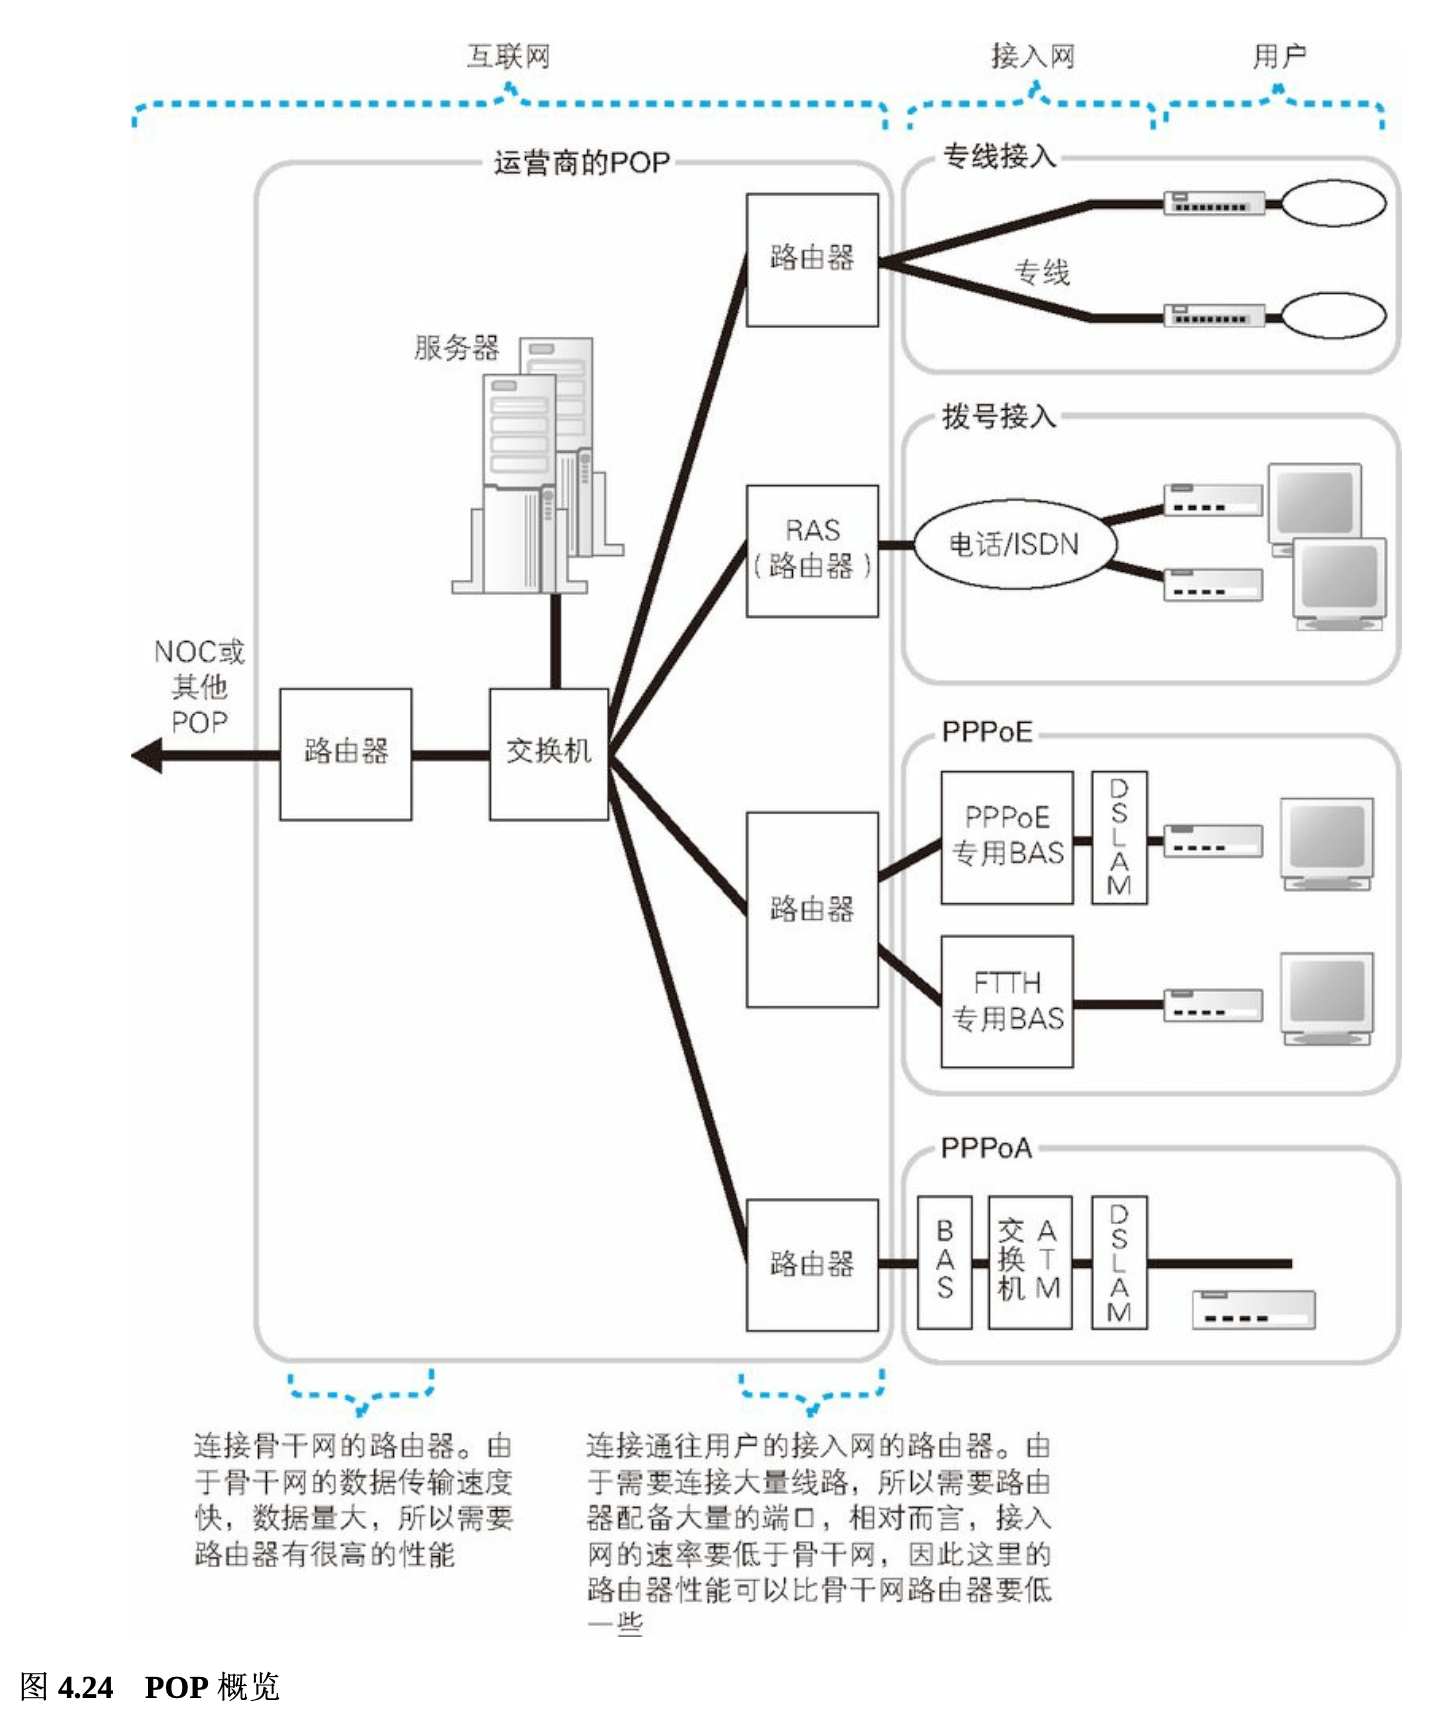 互联网
接入网
用户
运营商的POP
专线接入
路由器
专线
服务器
拨号接入
RAS
（路由器）
电话/ISDN
NOC或
其他
POP
路由器
交换机
PPPoE
路由器
PPPoE
专用BAS
DSLAM
FTTH
专用BAS
PPPoA
路由器
BAS
ATM
交换机
DSLAM
连接骨干网的路由器。由
于骨干网的数据传输速度
快，数据量大，所以需要
路由器有很高的性能
连接通往用户的接入网的路由器。由
于需要连接大量线路，所以需要路由
器配备大量的端口，相对而言，接入
网的速率要低于骨干网，因此这里的
路由器性能可以比骨干网路由器要低
一些
图 4.24 POP 概览